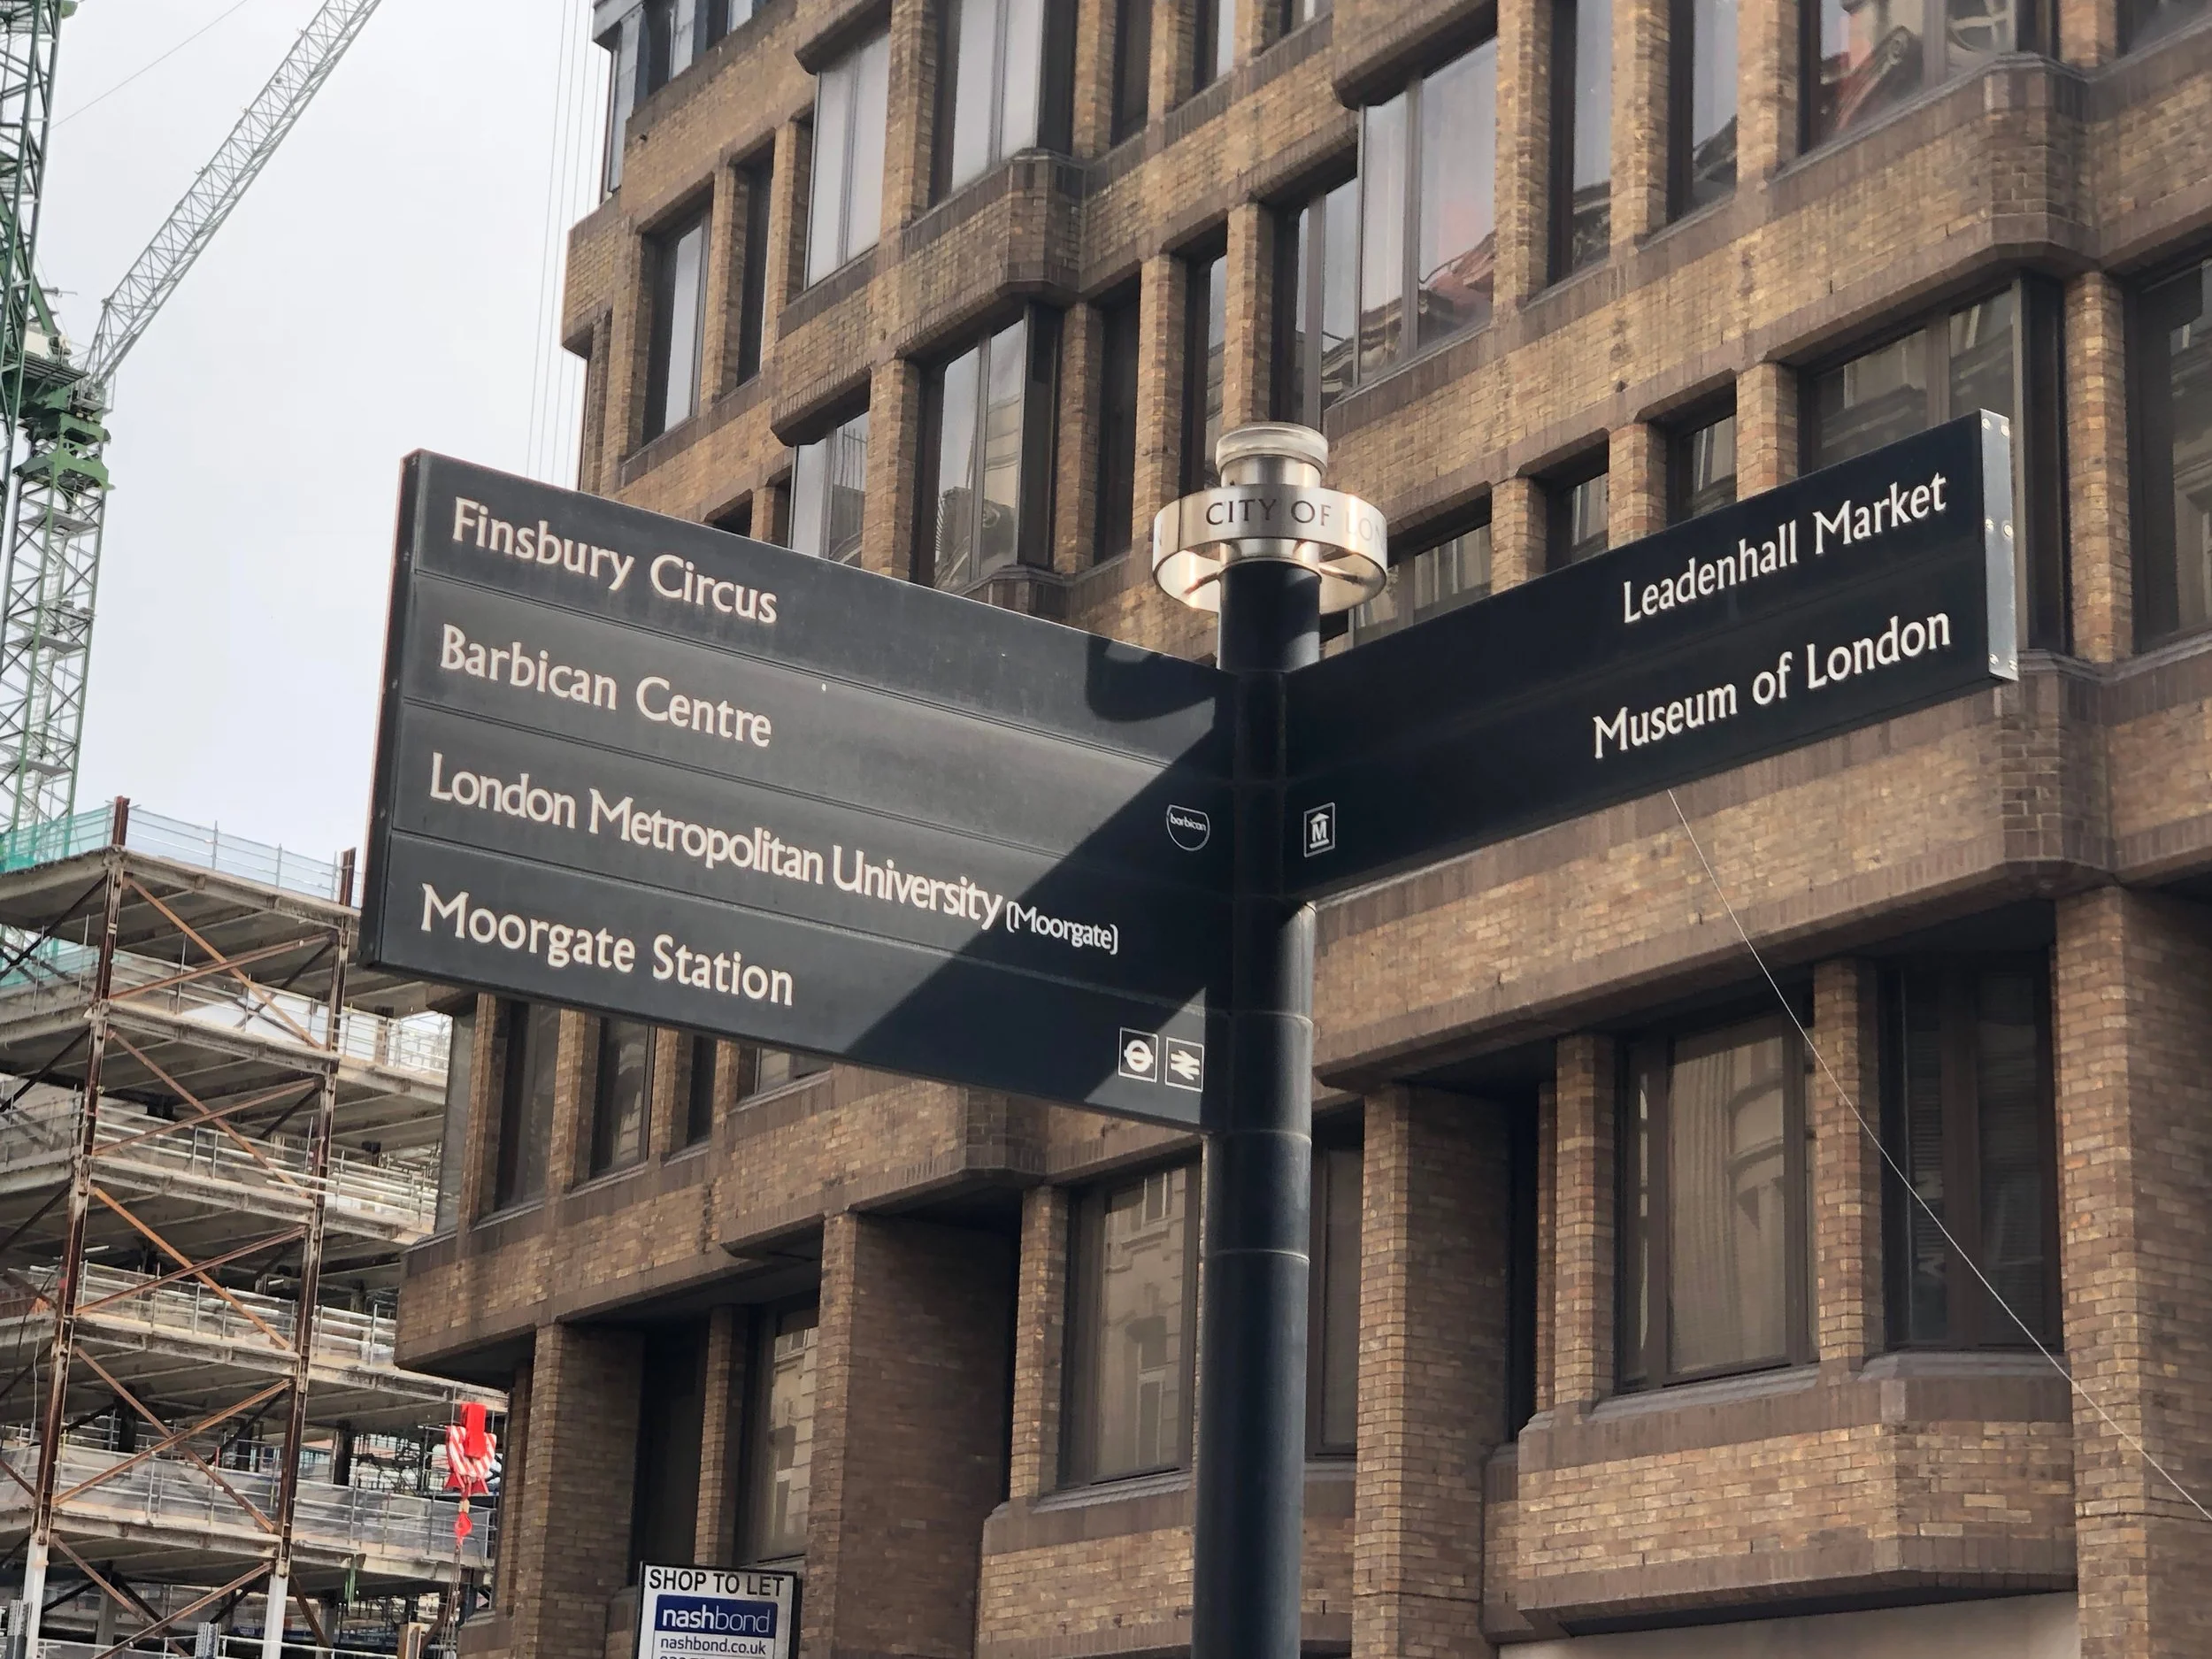 CITY OF LON
Finsbury Circus
Barbican Centre
barbican
London Metropolitan University (Moorgate)
Moorgate Station
Leadenhall Market
Museum of London
M
SHOP TO LET
nashbond
nashbond.co.uk